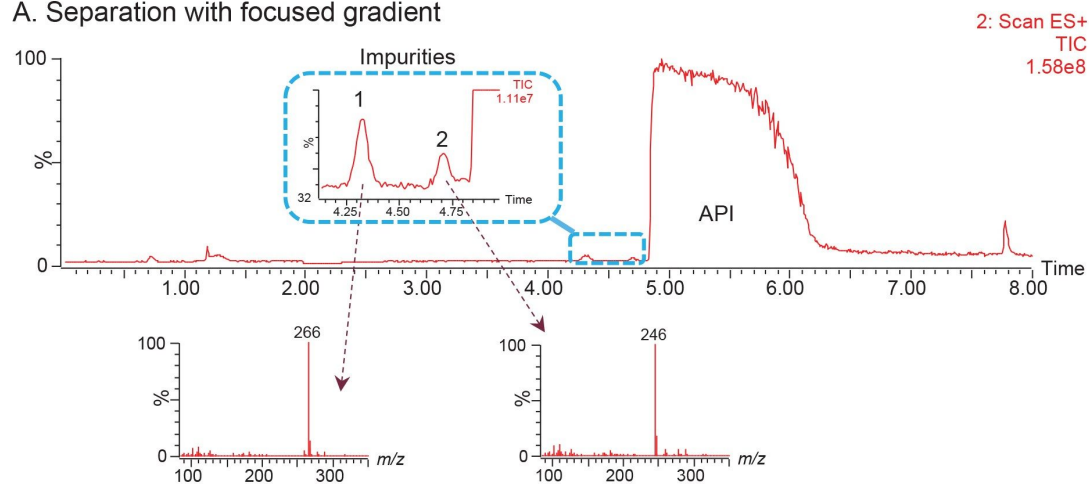 A. Separation with focused gradient
2: Scan ES+
TIC
1.58e8
Impurities
100
%
0
TIC
1.11e7
1
2
%
32
4.25 4.50 4.75
Time
API
1.00 2.00 3.00 4.00 5.00 6.00 7.00 8.00
Time
266
100
%
0
100 200 300
m/z
246
100
%
0
100 200 300
m/z